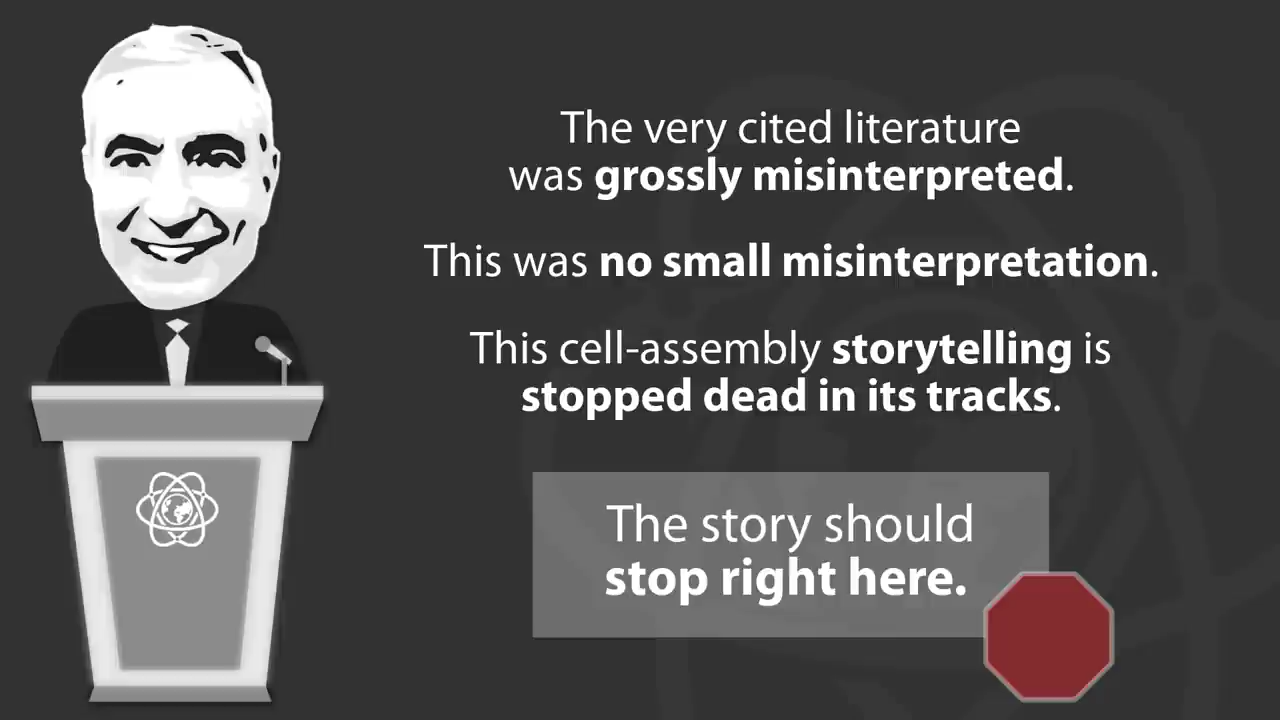 The very cited literature
was grossly misinterpreted.
This was no small misinterpretation.
This cell-assembly storytelling is
stopped dead in its tracks.
The story should
stop right here.